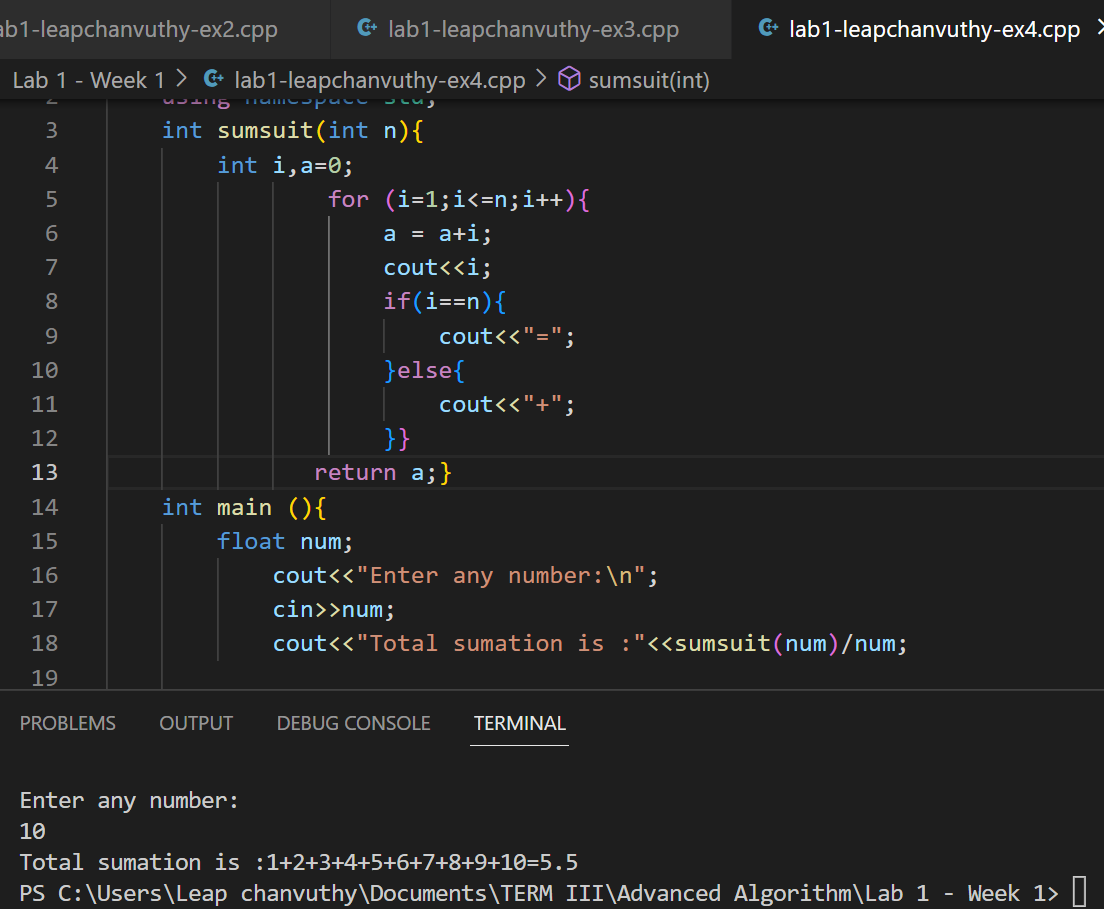 ab1-leapchanvuthy-ex2.cpp lab1-leapchanvuthy-ex3.cpp lab1-leapchanvuthy-ex4.cpp
Lab 1 - Week 1 > lab1-leapchanvuthy-ex4.cpp > sumsuit(int)
2 using namespace std;
3 int sumsuit(int n){
4 int i,a=0;
5 for (i=1;i<=n;i++){
6 a = a+i;
7 cout<<i;
8 if(i==n){
9 cout<<"=";
10 }else{
11 cout<<"+";
12 }}
13 return a;}
14 int main (){
15 float num;
16 cout<<"Enter any number:\n";
17 cin>>num;
18 cout<<"Total sumation is :"<<sumsuit(num)/num;
19
PROBLEMS OUTPUT DEBUG CONSOLE TERMINAL
Enter any number:
10
Total sumation is :1+2+3+4+5+6+7+8+9+10=5.5
PS C:\Users\Leap chanvuthy\Documents\TERM III\Advanced Algorithm\Lab 1 - Week 1>